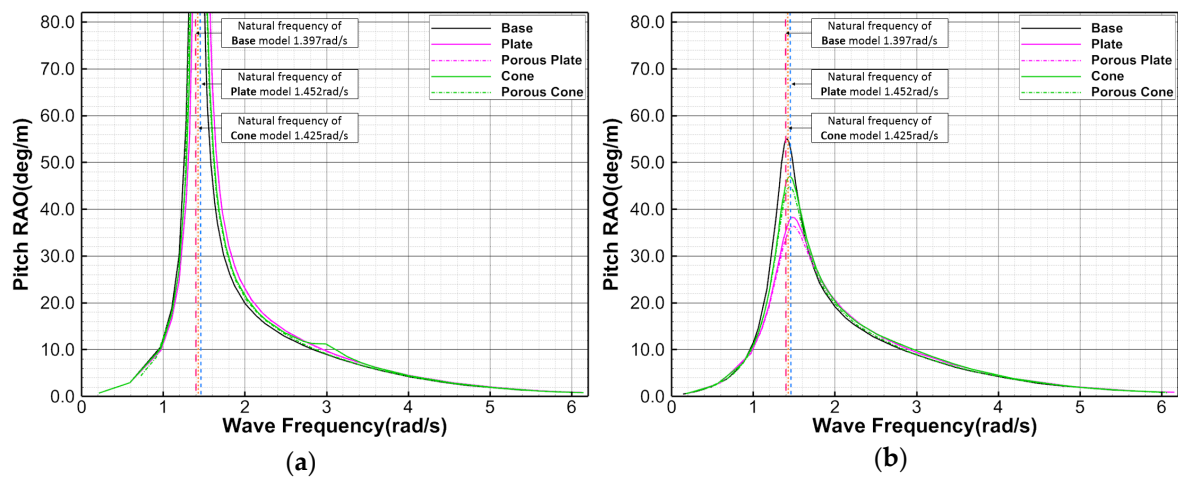 Pitch RAO(deg/m)
80.0
70.0
60.0
50.0
40.0
30.0
20.0
10.0
0.0
Natural frequency of
Base model 1.397rad/s
Natural frequency of
Plate model 1.452rad/s
Natural frequency of
Cone model 1.425rad/s
Base
Plate
Porous Plate
Cone
Porous Cone
0 1 2 3 4 5 6
Wave Frequency(rad/s)
(a)
Pitch RAO(deg/m)
80.0
70.0
60.0
50.0
40.0
30.0
20.0
10.0
0.0
Natural frequency of
Base model 1.397rad/s
Natural frequency of
Plate model 1.452rad/s
Natural frequency of
Cone model 1.425rad/s
Base
Plate
Porous Plate
Cone
Porous Cone
0 1 2 3 4 5 6
Wave Frequency(rad/s)
(b)